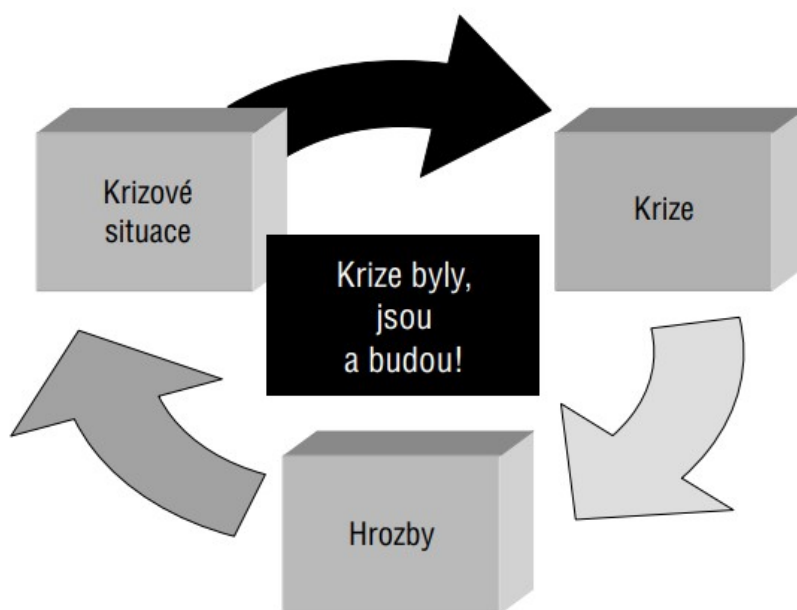 Krizové
situace
Krize
Krize byly,
jsou
a budou!
Hrozby